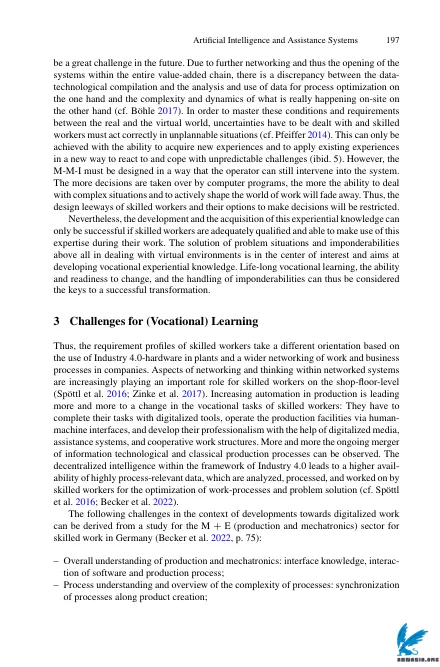 Artificial Intelligence and Assistance Systems 197
be a great challenge in the future. Due to further networking and thus the opening of the
systems within the entire value-added chain, there is a discrepancy between the data-
technological compilation and the analysis and use of data for process optimization on
the one hand and the complexity and dynamics of what is really happening on-site on
the other hand (cf. Böhle 2017). In order to master these conditions and requirements
between the real and the virtual world, uncertainties have to be dealt with and skilled
workers must act correctly in unplannable situations (cf. Pfeiffer 2014). This can only be
achieved with the ability to acquire new experiences and to apply existing experiences
in a new way to react to and cope with unpredictable challenges (ibid. 5). However, the
M-M-I must be designed in a way that the operator can still intervene into the system.
The more decisions are taken over by computer programs, the more the ability to deal
with complex situations and to actively shape the world of work will fade away. Thus, the
design leeways of skilled workers and their options to make decisions will be restricted.
Nevertheless, the development and the acquisition of this experiential knowledge can
only be successful if skilled workers are adequately qualified and able to make use of this
expertise during their work. The solution of problem situations and imponderabilities
above all in dealing with virtual environments is in the center of interest and aims at
developing vocational experiential knowledge. Life-long vocational learning, the ability
and readiness to change, and the handling of imponderabilities can thus be considered
the keys to a successful transformation.
3 Challenges for (Vocational) Learning
Thus, the requirement profiles of skilled workers take a different orientation based on
the use of Industry 4.0-hardware in plants and a wider networking of work and business
processes in companies. Aspects of networking and thinking within networked systems
are increasingly playing an important role for skilled workers on the shop-floor-level
(Spöttl et al. 2016; Zinke et al. 2017). Increasing automation in production is leading
more and more to a change in the vocational tasks of skilled workers: They have to
complete their tasks with digitalized tools, operate the production facilities via human-
machine interfaces, and develop their professionalism with the help of digitalized media,
assistance systems, and cooperative work structures. More and more the ongoing merger
of information technological and classical production processes can be observed. The
decentralized intelligence within the framework of Industry 4.0 leads to a higher avail-
ability of highly process-relevant data, which are analyzed, processed, and worked on by
skilled workers for the optimization of work-processes and problem solution (cf. Spöttl
et al. 2016; Becker et al. 2022).
The following challenges in the context of developments towards digitalized work
can be derived from a study for the M + E (production and mechatronics) sector for
skilled work in Germany (Becker et al. 2022, p. 75):
– Overall understanding of production and mechatronics: interface knowledge, interac-
tion of software and production process;
– Process understanding and overview of the complexity of processes: synchronization
of processes along product creation;